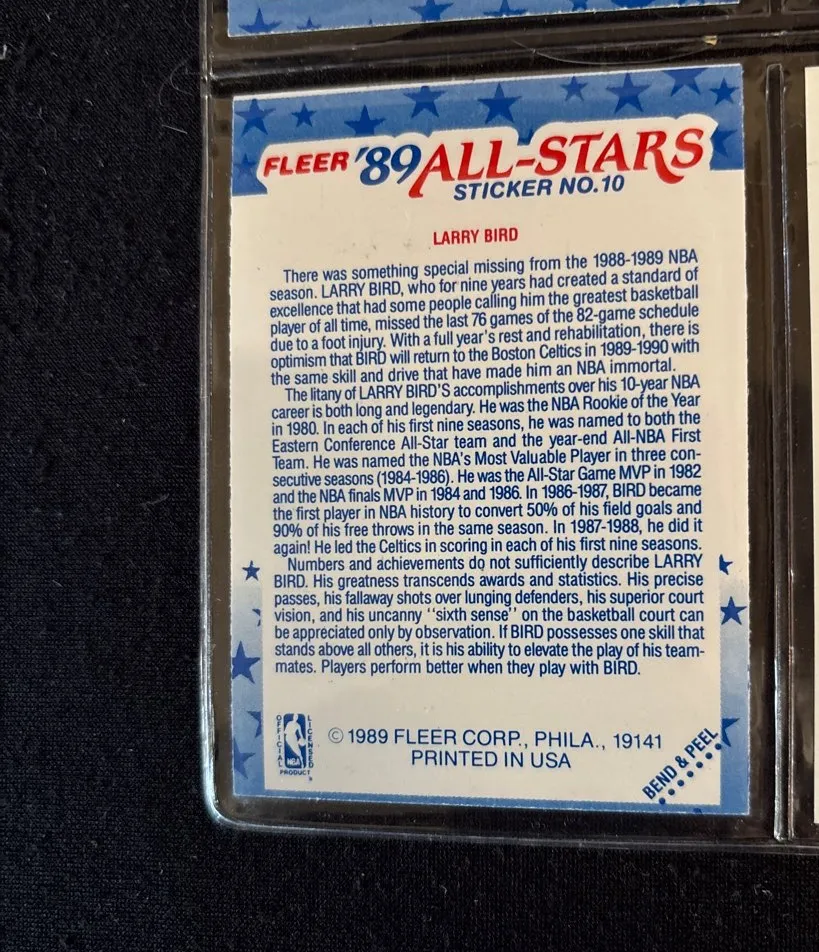 FLEER '89 ALL-STARS
STICKER NO. 10
LARRY BIRD
There was something special missing from the 1988-1989 NBA
season. LARRY BIRD, who for nine years had created a standard of
excellence that had some people calling him the greatest basketball
player of all time, missed the last 76 games of the 82-game schedule
due to a foot injury. With a full year's rest and rehabilitation, there is
optimism that BIRD will return to the Boston Celtics in 1989-1990 with
the same skill and drive that have made him an NBA immortal.
The litany of LARRY BIRD'S accomplishments over his 10-year NBA
career is both long and legendary. He was the NBA Rookie of the Year
in 1980. In each of his first nine seasons, he was named to both the
Eastern Conference All-Star team and the year-end All-NBA First
Team. He was named the NBA's Most Valuable Player in three con-
secutive seasons (1984-1986). He was the All-Star Game MVP in 1982
and the NBA finals MVP in 1984 and 1986. In 1986-1987, BIRD became
the first player in NBA history to convert 50% of his field goals and
90% of his free throws in the same season. In 1987-1988, he did it
again! He led the Celtics in scoring in each of his first nine seasons.
Numbers and achievements do not sufficiently describe LARRY
BIRD. His greatness transcends awards and statistics. His precise
passes, his fallaway shots over lunging defenders, his superior court
vision, and his uncanny "sixth sense" on the basketball court can
be appreciated only by observation. If BIRD possesses one skill that
stands above all others, it is his ability to elevate the play of his team-
mates. Players perform better when they play with BIRD.
OFFICIAL
NBA
LICENSED
PRODUCT
© 1989 FLEER CORP., PHILA., 19141
PRINTED IN USA
BEND & PEEL